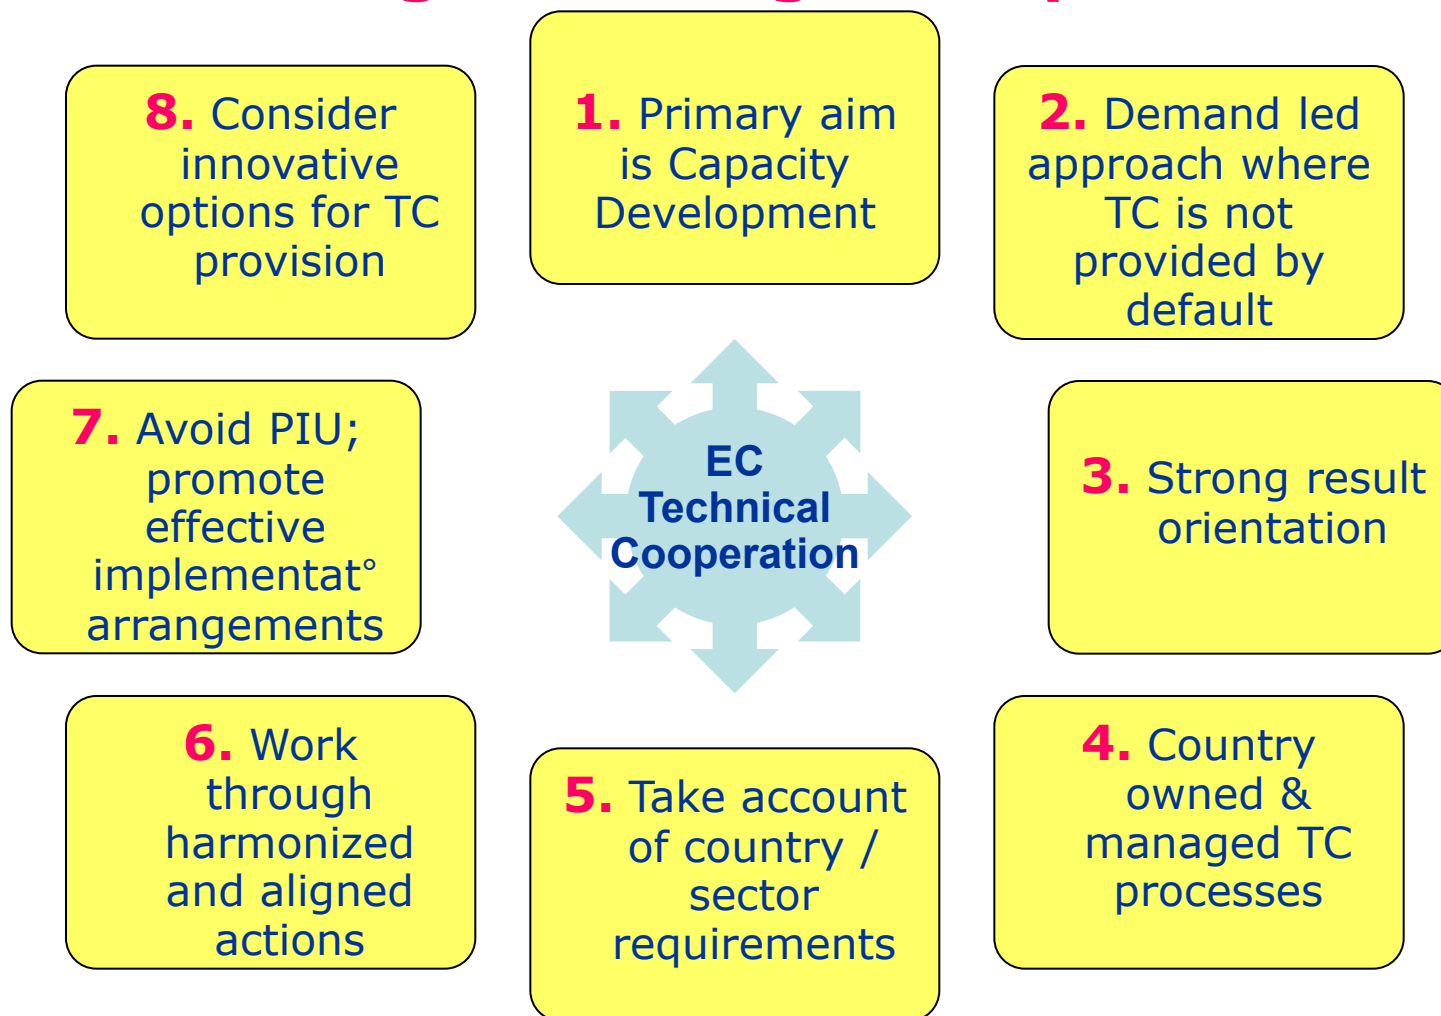 1. Primary aim
is Capacity
Development
2. Demand led
approach where
TC is not
provided by
default
3. Strong result
orientation
4. Country
owned &
managed TC
processes
5. Take account
of country /
sector
requirements
6. Work
through
harmonized
and aligned
actions
7. Avoid PIU;
promote
effective
implementat°
arrangements
8. Consider
innovative
options for TC
provision
EC
Technical
Cooperation